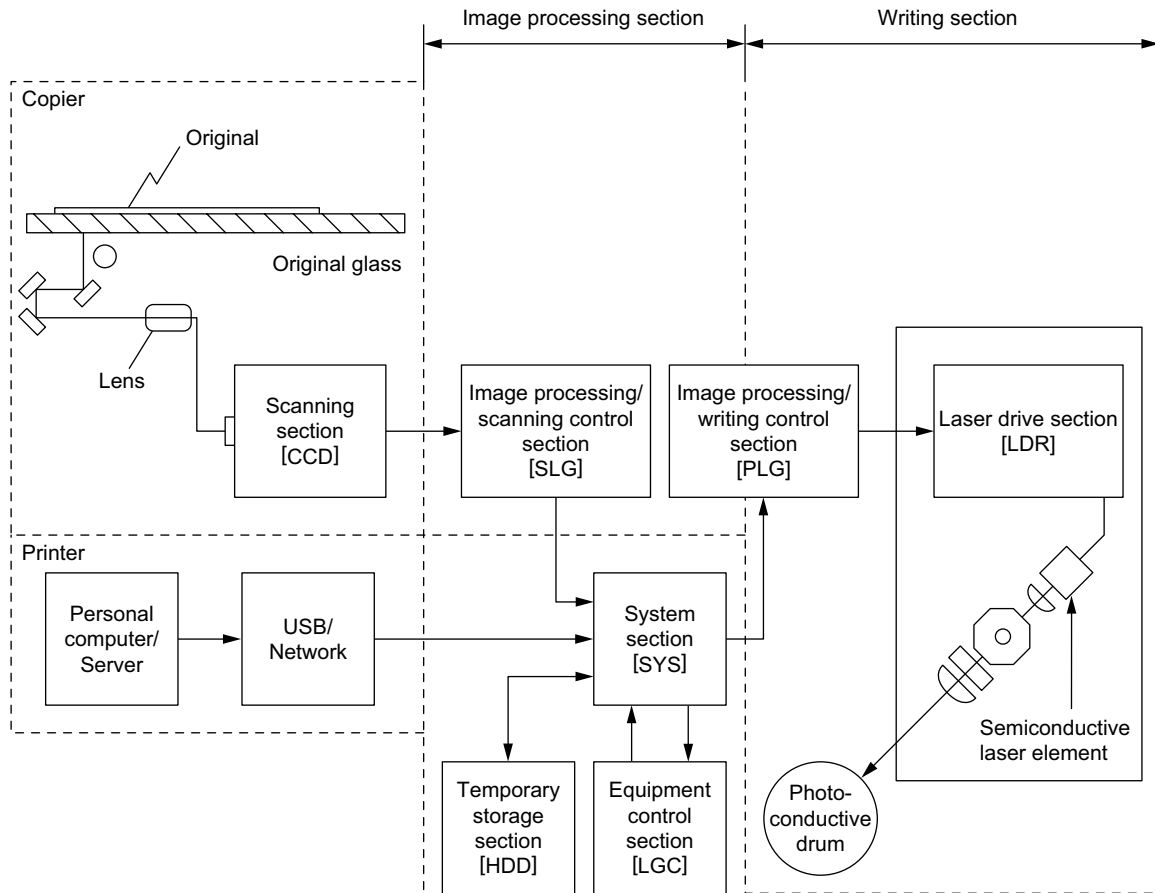 Image processing section
Writing section
Copier
Original
Original glass
Lens
Scanning
section
[CCD]
Image processing/
scanning control
section
[SLG]
Image processing/
writing control
section
[PLG]
Laser drive section
[LDR]
Printer
Personal
computer/
Server
USB/
Network
System
section
[SYS]
Semiconductive
laser element
Temporary
storage
section
[HDD]
Equipment
control
section
[LGC]
Photo-
conductive
drum